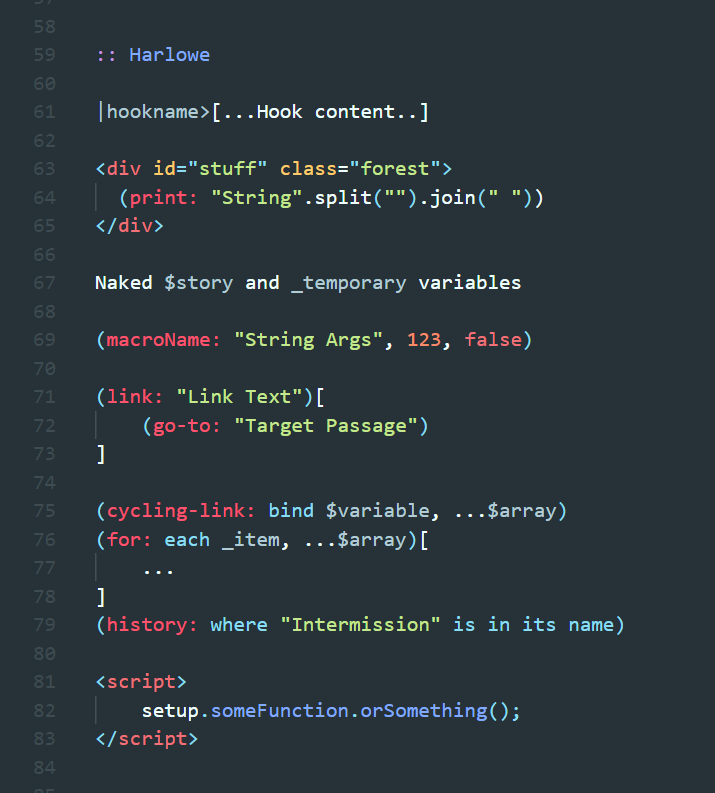 57
58
59 :: Harlowe
60
61 |hookname>[...Hook content..]
62
63 <div id="stuff" class="forest">
64 (print: "String".split("").join(" "))
65 </div>
66
67 Naked $story and _temporary variables
68
69 (macroName: "String Args", 123, false)
70
71 (link: "Link Text")[
72 (go-to: "Target Passage")
73 ]
74
75 (cycling-link: bind $variable, ...$array)
76 (for: each _item, ...$array)[
77 ...
78 ]
79 (history: where "Intermission" is in its name)
80
81 <script>
82 setup.someFunction.orSomething();
83 </script>
84